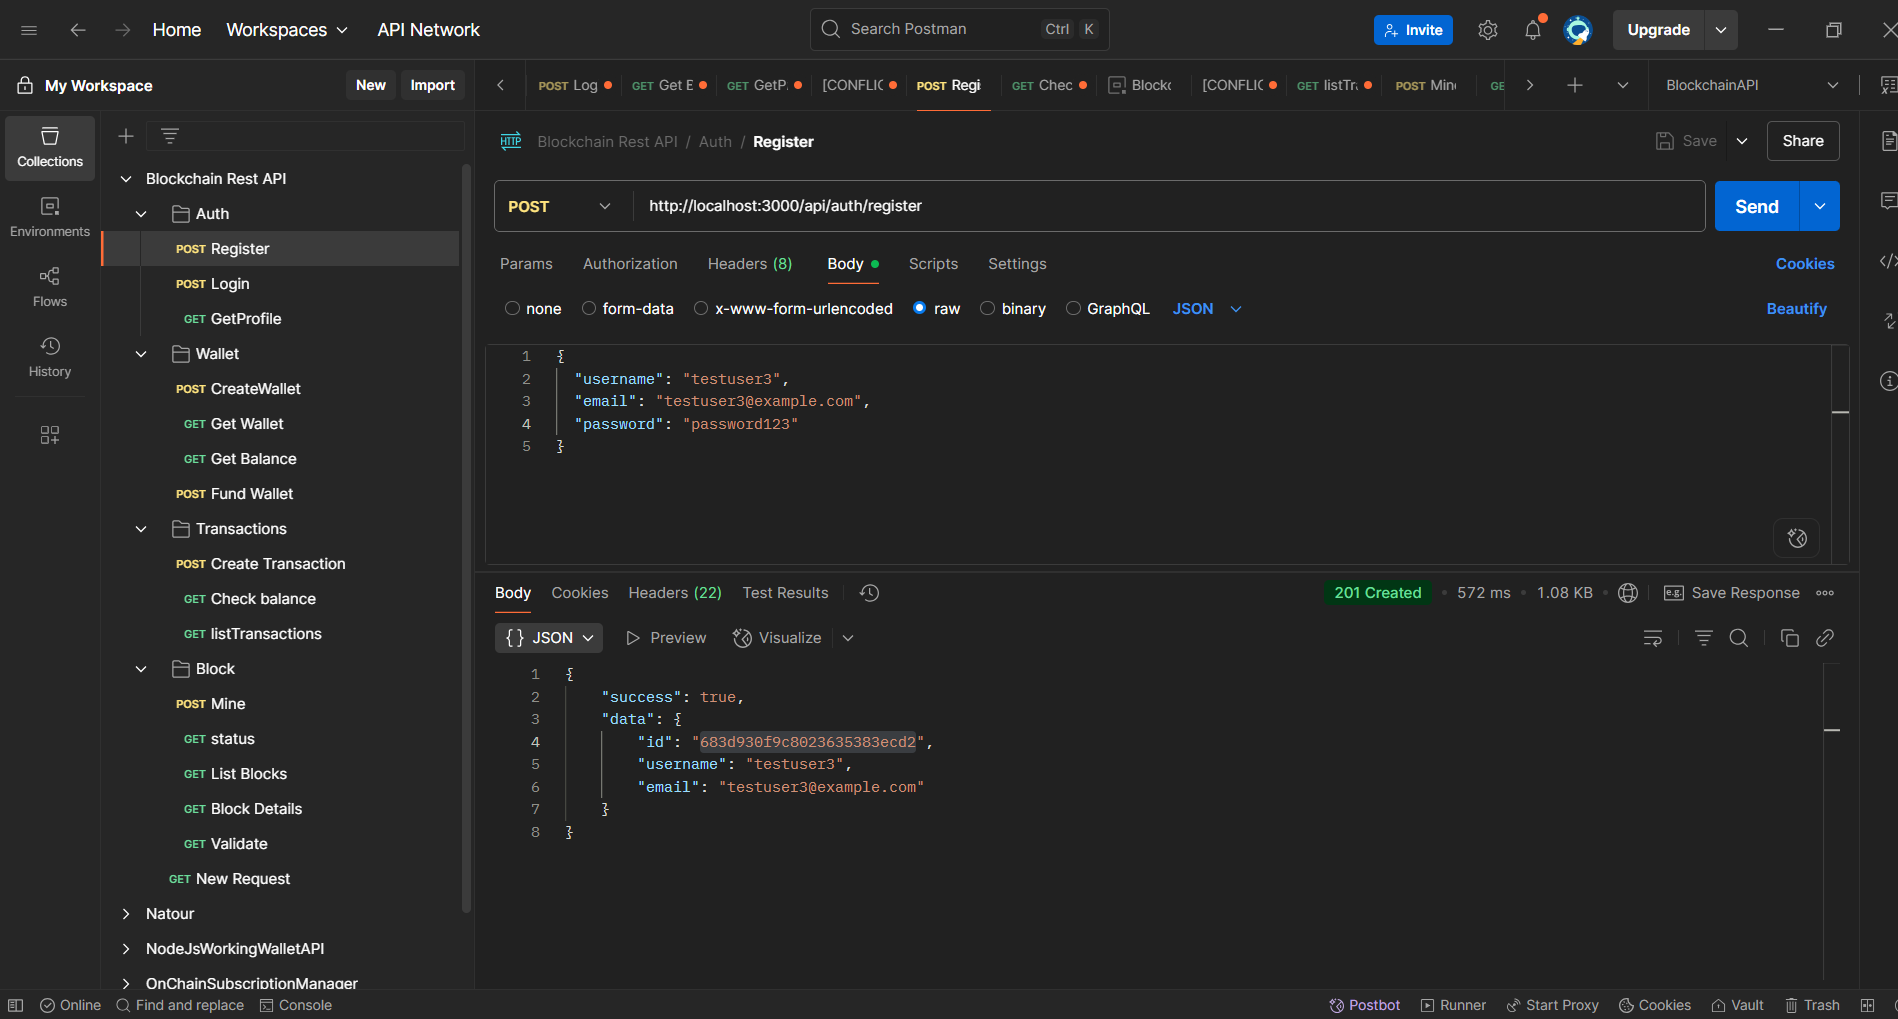 Home Workspaces API Network Search Postman Ctrl K Invite Upgrade
My Workspace New Import POST Log GET Get E GET GetP. [CONFLIC POST Regi GET Chec Blockc [CONFLIC GET listTr POST Min GE BlockchainAPI
Collections
Environments
Flows
History
Blockchain Rest API
Auth
POST Register
POST Login
GET GetProfile
Wallet
POST CreateWallet
GET Get Wallet
GET Get Balance
POST Fund Wallet
Transactions
POST Create Transaction
GET Check balance
GET listTransactions
Block
POST Mine
GET status
GET List Blocks
GET Block Details
GET Validate
GET New Request
Natour
NodeJsWorkingWalletAPI
OnChainSubscriptionManager
HTTP Blockchain Rest API / Auth / Register Save Share
POST http://localhost:3000/api/auth/register Send
Params Authorization Headers (8) Body Scripts Settings Cookies
none form-data x-www-form-urlencoded raw binary GraphQL JSON Beautify
1 {
2 "username": "testuser3",
3 "email": "testuser3@example.com",
4 "password": "password123"
5 }
Body Cookies Headers (22) Test Results 201 Created 572 ms 1.08 KB e.g. Save Response
{} JSON Preview Visualize
1 {
2 "success": true,
3 "data": {
4 "id": "683d930f9c8023635383ecd2",
5 "username": "testuser3",
6 "email": "testuser3@example.com"
7 }
8 }
Online Find and replace Console Postbot Runner Start Proxy Cookies Vault Trash